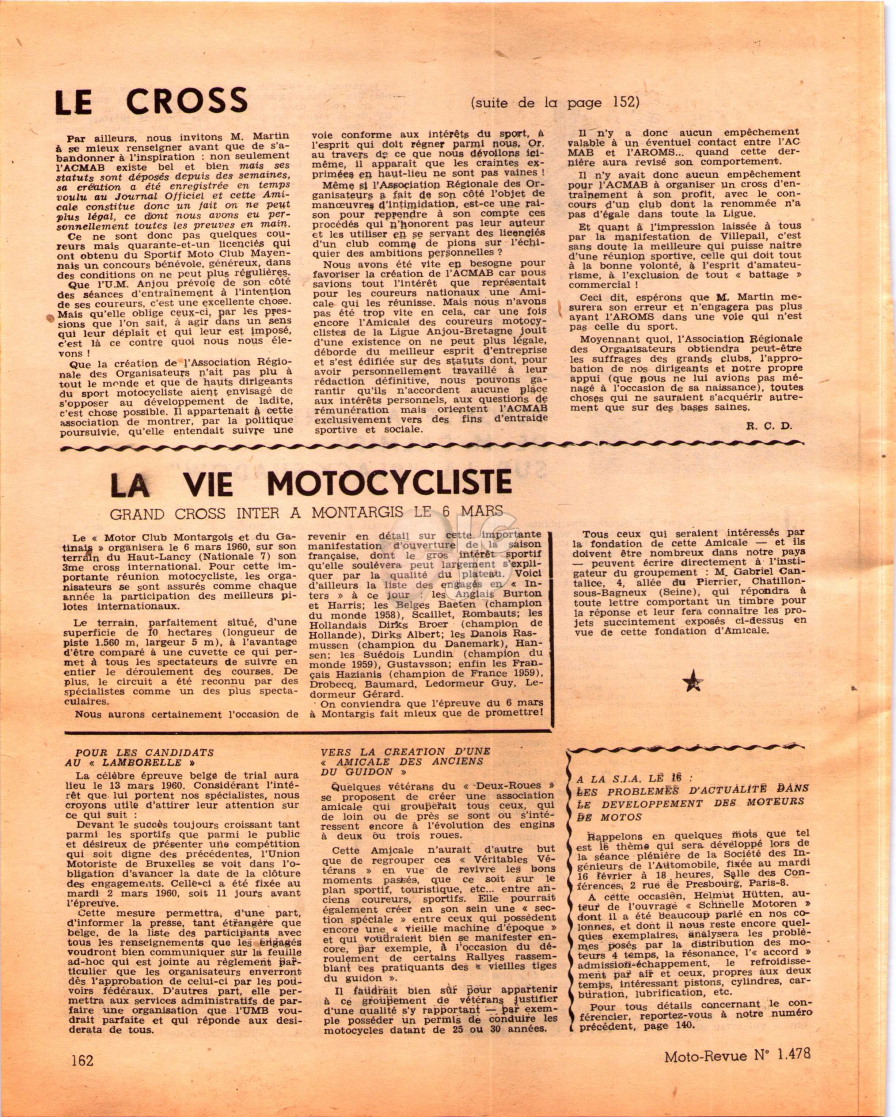 LE CROSS
(suite de la page 152)
Par ailleurs, nous invitons M. Martin
à se mieux renseigner avant que de s'a-
bandonner à l'inspiration : non seulement
l'ACMAB existe bel et bien mais ses
statuts sont déposés depuis des semaines,
sa création a été enregistrée en temps
voulu au Journal Officiel et cette Ami-
cale constitue donc un fait on ne peut
plus légal, ce dont nous avons eu per-
sonnellement toutes les preuves en main.
Ce ne sont donc pas quelques cou-
reurs mais quarante-et-un licenciés qui
ont obtenu du Sportif Moto Club Mayen-
nais un concours bénévole, généreux, dans
des conditions on ne peut plus régulières.
Que l'U.M. Anjou prévoie de son côté
des séances d'entraînement à l'intention
de ses coureurs, c'est une excellente chose.
Mais qu'elle oblige ceux-ci, par les pres-
sions que l'on sait, à agir dans un sens
qui leur déplaît et qui leur est imposé,
c'est là ce contre quoi nous nous éle-
vons !
Que la création de l'Association Régio-
nale des Organisateurs n'ait pas plu à
tout le monde et que de hauts dirigeants
du sport motocycliste aient envisagé de
s'opposer au développement de ladite,
c'est chose possible. Il appartenait à cette
association de montrer, par la politique
poursuivie, qu'elle entendait suivre une
voie conforme aux intérêts du sport, à
l'esprit qui doit régner parmi nous. Or,
au travers de ce que nous dévoilons ici-
même, il apparaît que les craintes ex-
primées en haut-lieu ne sont pas vaines !
Même si l'Association Régionale des Or-
ganisateurs a fait de son côté l'objet de
manœuvres d'intimidation, est-ce une rai-
son pour reprendre à son compte ces
procédés qui n'honorent pas leur auteur
et les utiliser en se servant des licenciés
d'un club comme de pions sur l'échi-
quier des ambitions personnelles ?
Nous avons été vite en besogne pour
favoriser la création de l'ACMAB car nous
savions tout l'intérêt que représentait
pour les coureurs nationaux une Ami-
cale qui les réunisse. Mais nous n'avons
pas été trop vite en cela, car une fois
encore l'Amicale des coureurs motocy-
clistes de la Ligue Anjou-Bretagne jouit
d'une existence on ne peut plus légale,
déborde du meilleur esprit d'entreprise
et s'est édifiée sur des statuts dont, pour
avoir personnellement travaillé à leur
rédaction définitive, nous pouvons ga-
rantir qu'ils n'accordent aucune place
aux intérêts personnels, aux questions de
rémunération mais orientent l'ACMAB
exclusivement vers des fins d'entraide
sportive et sociale.
Il n'y a donc aucun empêchement
valable à un éventuel contact entre l'AC
MAB et l'AROMS... quand cette der-
nière aura revisé son comportement.
Il n'y avait donc aucun empêchement
pour l'ACMAB à organiser un cross d'en-
traînement à son profit, avec le con-
cours d'un club dont la renommée n'a
pas d'égale dans toute la Ligue.
Et quant à l'impression laissée à tous
par la manifestation de Villepail, c'est
sans doute la meilleure qui puisse naître
d'une réunion sportive, celle qui doit tout
à la bonne volonté, à l'esprit d'amateu-
risme, à l'exclusion de tout « battage »
commercial !
Ceci dit, espérons que M. Martin me-
surera son erreur et n'engagera pas plus
ayant l'AROMS dans une voie qui n'est
pas celle du sport.
Moyennant quoi, l'Association Régionale
des Organisateurs obtiendra peut-être
les suffrages des grands clubs, l'appro-
bation de nos dirigeants et notre propre
appui (que nous ne lui avions pas mé-
nagé à l'occasion de sa naissance), toutes
choses qui ne sauraient s'acquérir autre-
ment que sur des bases saines.
R. C. D.
LA VIE MOTOCYCLISTE
GRAND CROSS INTER A MONTARGIS LE 6 MARS
Le « Motor Club Montargois et du Ga-
tinais » organisera le 6 mars 1960, sur son
terrain du Haut-Lancy (Nationale 7) son
3me cross international. Pour cette im-
portante réunion motocycliste, les orga-
nisateurs se sont assurés comme chaque
année la participation des meilleurs pi-
lotes internationaux.
Le terrain, parfaitement situé, d'une
superficie de 10 hectares (longueur de
piste 1.560 m, largeur 5 m), à l'avantage
d'être comparé à une cuvette ce qui per-
met à tous les spectateurs de suivre en
entier le déroulement des courses. De
plus, le circuit a été reconnu par des
spécialistes comme un des plus specta-
culaires.
Nous aurons certainement l'occasion de
revenir en détail sur cette importante
manifestation d'ouverture de la saison
française, dont le gros intérêt sportif
qu'elle soulèvera peut largement s'expli-
quer par la qualité du plateau. Voici
d'ailleurs la liste des engagés en « In-
ters » à ce jour : les Anglais Burton
et Harris; les Belges Baeten (champion
du monde 1958), Scaillet, Rombauts; les
Hollandais Dirks Broer (champion de
Hollande), Dirks Albert; les Danois Ras-
mussen (champion du Danemark), Han-
sen; les Suédois Lundin (champion du
monde 1959), Gustavsson; enfin les Fran-
çais Hazianis (champion de France 1959),
Drobecq, Baumard, Ledormeur Guy, Le-
dormeur Gérard.
On conviendra que l'épreuve du 6 mars
à Montargis fait mieux que de promettre!
Tous ceux qui seraient intéressés par
la fondation de cette Amicale — et ils
doivent être nombreux dans notre pays
— peuvent écrire directement à l'insti-
gateur du groupement : M. Gabriel Can-
talice, 4, allée du Pierrier, Chatillon-
sous-Bagneux (Seine), qui répondra à
toute lettre comportant un timbre pour
la réponse et leur fera connaître les pro-
jets succintement exposés ci-dessus en
vue de cette fondation d'Amicale.
POUR LES CANDIDATS
AU « LAMBORELLE »
La célèbre épreuve belge de trial aura
lieu le 13 mars 1960. Considérant l'inté-
rêt que lui portent nos spécialistes, nous
croyons utile d'attirer leur attention sur
ce qui suit :
Devant le succès toujours croissant tant
parmi les sportifs que parmi le public
et désireux de présenter une compétition
qui soit digne des précédentes, l'Union
Motoriste de Bruxelles se voit dans l'o-
bligation d'avancer la date de la clôture
des engagements. Celle-ci a été fixée au
mardi 2 mars 1960, soit 11 jours avant
l'épreuve.
Cette mesure permettra, d'une part,
d'informer la presse, tant étrangère que
belge, de la liste des participants avec
tous les renseignements que les engagés
voudront bien communiquer sur la feuille
ad-hoc qui est jointe au règlement par-
ticulier que les organisateurs enverront
dès l'approbation de celui-ci par les pou-
voirs fédéraux. D'autres part, elle per-
mettra aux services administratifs de par-
faire une organisation que l'UMB vou-
drait parfaite et qui réponde aux desi-
derata de tous.
VERS LA CREATION D'UNE
« AMICALE DES ANCIENS
DU GUIDON »
Quelques vétérans du « Deux-Roues »
se proposent de créer une association
amicale qui grouperait tous ceux, qui
de loin ou de près se sont ou s'inté-
ressent encore à l'évolution des engins
à deux ou trois roues.
Cette Amicale n'aurait d'autre but
que de regrouper ces « Véritables Vé-
térans » en vue de revivre les bons
moments passés, que ce soit sur le
plan sportif, touristique, etc... entre an-
ciens coureurs, sportifs. Elle pourrait
également créer en son sein une « sec-
tion spéciale » entre ceux qui possèdent
encore une « vieille machine d'époque »
et qui voudraient bien se manifester en-
core, par exemple, à l'occasion du dé-
roulement de certains Rallyes rassem-
blant ces pratiquants des « vieilles tiges
du guidon ».
Il faudrait bien sûr pour appartenir
à ce groupement de vétérans justifier
d'une qualité s'y rapportant — par exem-
ple posséder un permis de conduire les
motocycles datant de 25 ou 30 années.
A LA S.I.A. LE 16 :
LES PROBLEMES D'ACTUALITÉ DANS
LE DEVELOPPEMENT DES MOTEURS
DE MOTOS
Rappelons en quelques mots que tel
est le thème qui sera développé lors de
la séance plénière de la Société des In-
génieurs de l'Automobile, fixée au mardi
16 février à 18 heures, Salle des Con-
férences, 2 rue de Presbourg, Paris-8.
A cette occasion, Helmut Hütten, au-
teur de l'ouvrage « Schnelle Motoren »
dont il a été beaucoup parlé en nos co-
lonnes, et dont il nous reste encore quel-
ques exemplaires, analysera les problè-
mes posés par la distribution des mo-
teurs 4 temps, la résonance, l'« accord »
admission-échappement, le refroidisse-
ment par air et ceux, propres aux deux
temps, intéressant pistons, cylindres, car-
buration, lubrification, etc.
Pour tous détails concernant le con-
férencier, reportez-vous à notre numéro
précédent, page 140.
162
Moto-Revue N° 1.478